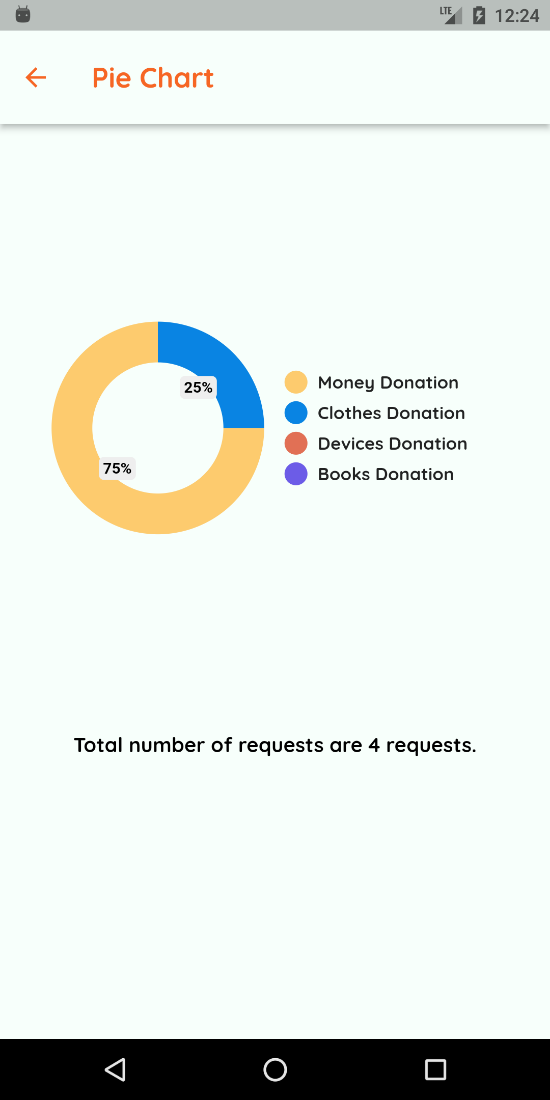 LTE 12:24
Pie Chart
25%
75%
Money Donation
Clothes Donation
Devices Donation
Books Donation
Total number of requests are 4 requests.